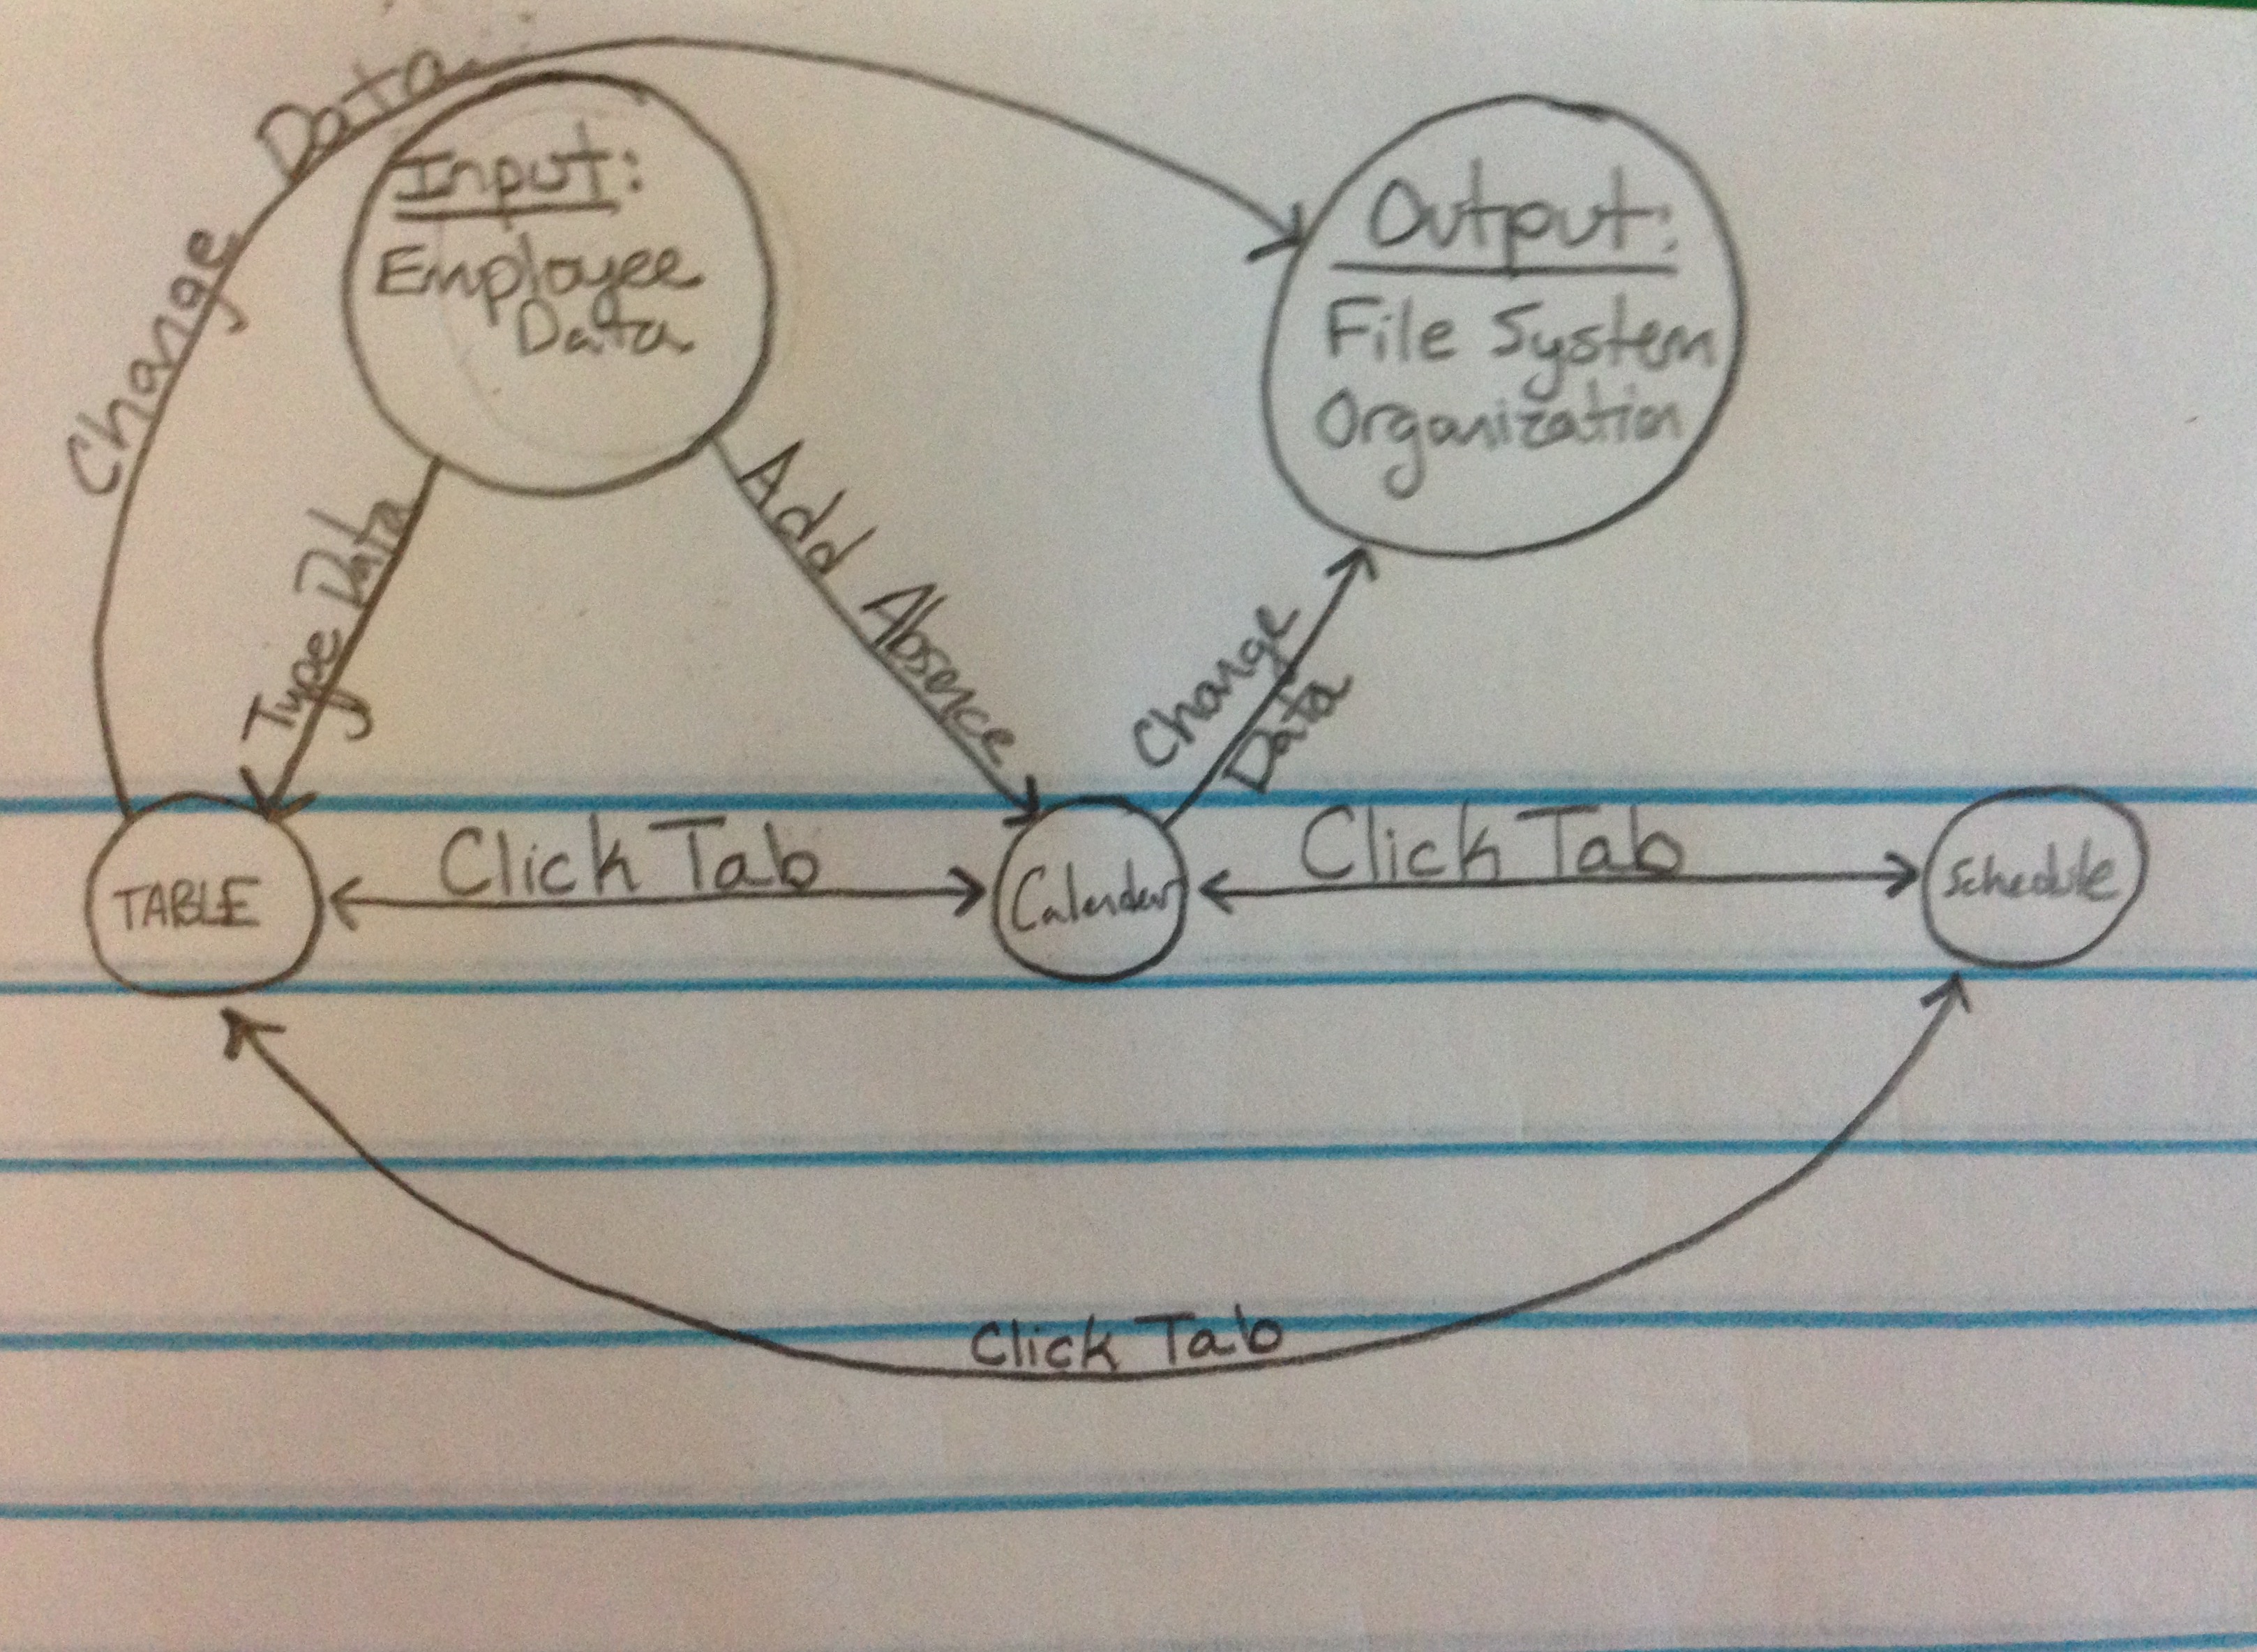 Change Data
Input:
Employee
Data
Output:
File System
Organization
Type Data
Add Absence
Change
Data
TABLE
Click Tab
Calender
Click Tab
Schedule
Click Tab